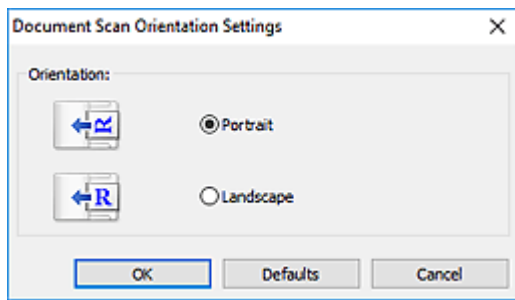 Document Scan Orientation Settings
Orientation:
R
Portrait
R
Landscape
OK Defaults Cancel